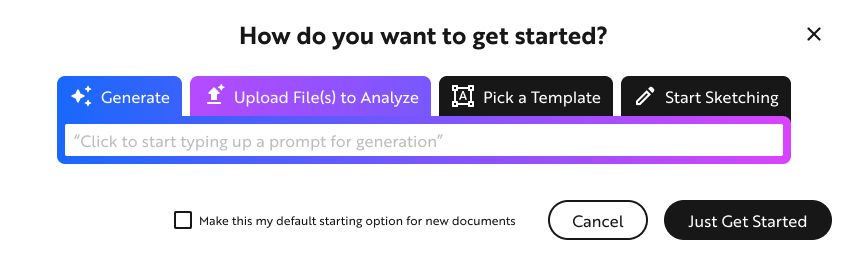 How do you want to get started?
Generate
Upload File(s) to Analyze
A
Pick a Template
Start Sketching
“Click to start typing up a prompt for generation”
Make this my default starting option for new documents
Cancel
Just Get Started